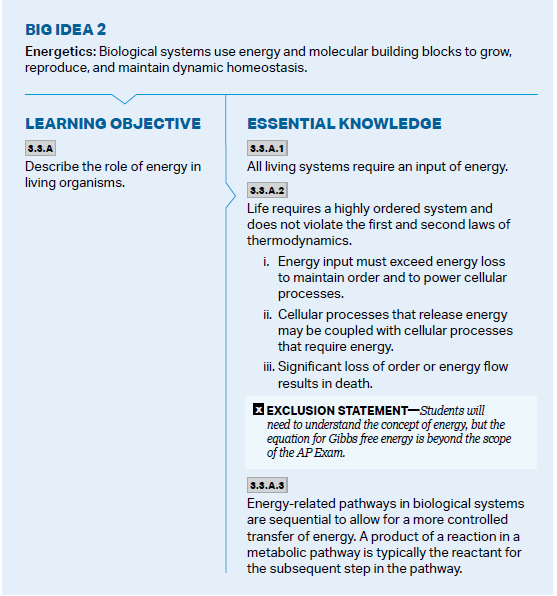 BIG IDEA 2
Energetics: Biological systems use energy and molecular building blocks to grow,
reproduce, and maintain dynamic homeostasis.
LEARNING OBJECTIVE
3.3.A
Describe the role of energy in
living organisms.
ESSENTIAL KNOWLEDGE
3.3.A.1
All living systems require an input of energy.
3.3.A.2
Life requires a highly ordered system and
does not violate the first and second laws of
thermodynamics.
i. Energy input must exceed energy loss
to maintain order and to power cellular
processes.
ii. Cellular processes that release energy
may be coupled with cellular processes
that require energy.
iii. Significant loss of order or energy flow
results in death.
X EXCLUSION STATEMENT—Students will
need to understand the concept of energy, but the
equation for Gibbs free energy is beyond the scope
of the AP Exam.
3.3.A.3
Energy-related pathways in biological systems
are sequential to allow for a more controlled
transfer of energy. A product of a reaction in a
metabolic pathway is typically the reactant for
the subsequent step in the pathway.